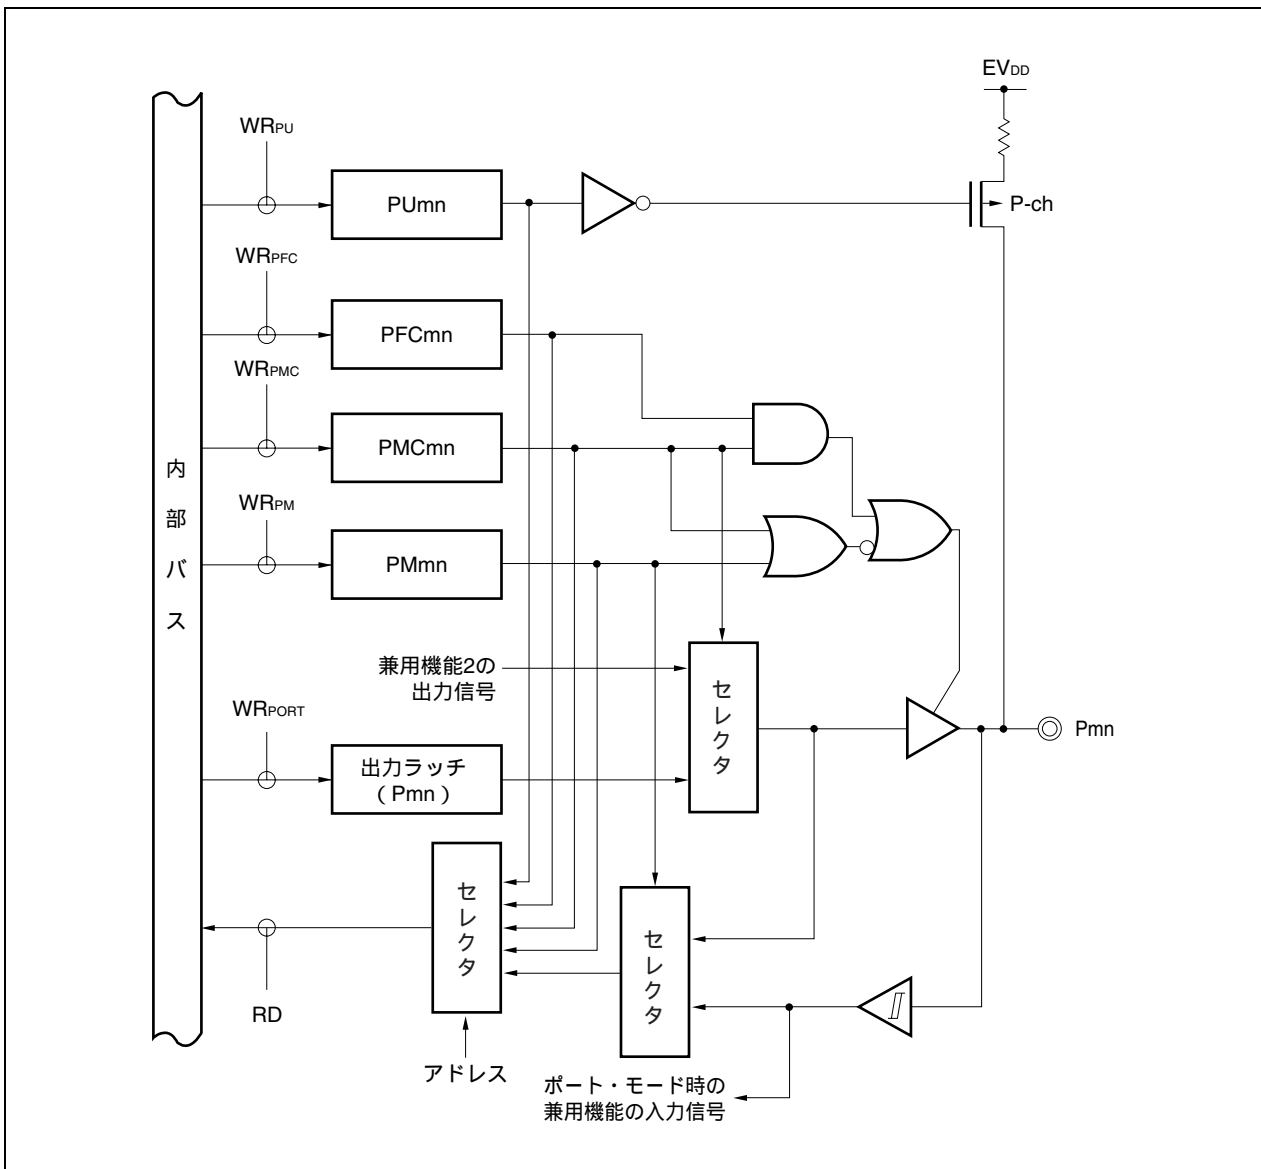 EVDD
WRPU
PUmn
P-ch
WRPFC
PFCmn
WRPMC
PMCmn
内部バス
WRPM
PMmn
兼用機能2の
出力信号
セレクタ
WRPORT
Pmn
出力ラッチ
（Pmn）
セレクタ
セレクタ
RD
アドレス
ポート・モード時の
兼用機能の入力信号